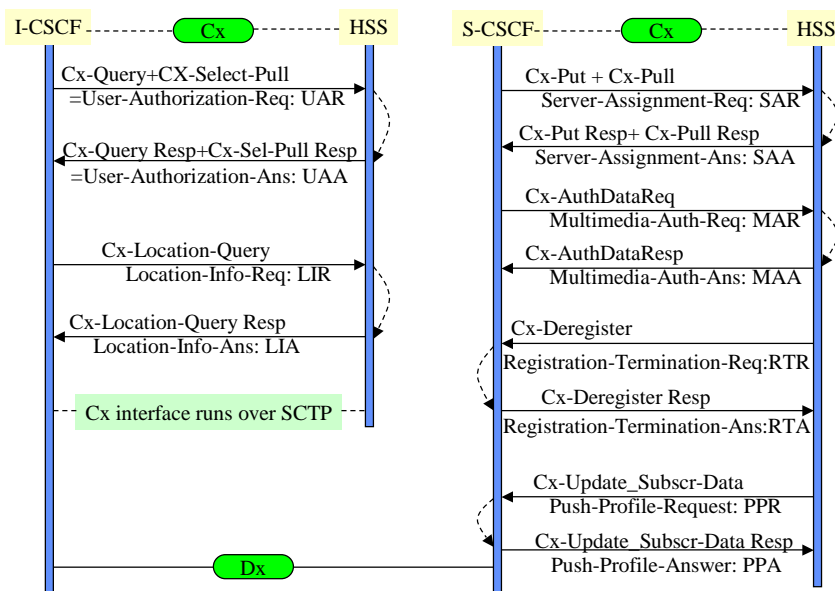 I-CSCF
Cx
HSS
Cx-Query+CX-Select-Pull
=User-Authorization-Req: UAR
Cx-Query Resp+Cx-Sel-Pull Resp
=User-Authorization-Ans: UAA
Cx-Location-Query
Location-Info-Req: LIR
Cx-Location-Query Resp
Location-Info-Ans: LIA
Cx interface runs over SCTP
Dx
S-CSCF
Cx
HSS
Cx-Put + Cx-Pull
Server-Assignment-Req: SAR
Cx-Put Resp+ Cx-Pull Resp
Server-Assignment-Ans: SAA
Cx-AuthDataReq
Multimedia-Auth-Req: MAR
Cx-AuthDataResp
Multimedia-Auth-Ans: MAA
Cx-Deregister
Registration-Termination-Req:RTR
Cx-Deregister Resp
Registration-Termination-Ans:RTA
Cx-Update_Subscr-Data
Push-Profile-Request: PPR
Cx-Update_Subscr-Data Resp
Push-Profile-Answer: PPA